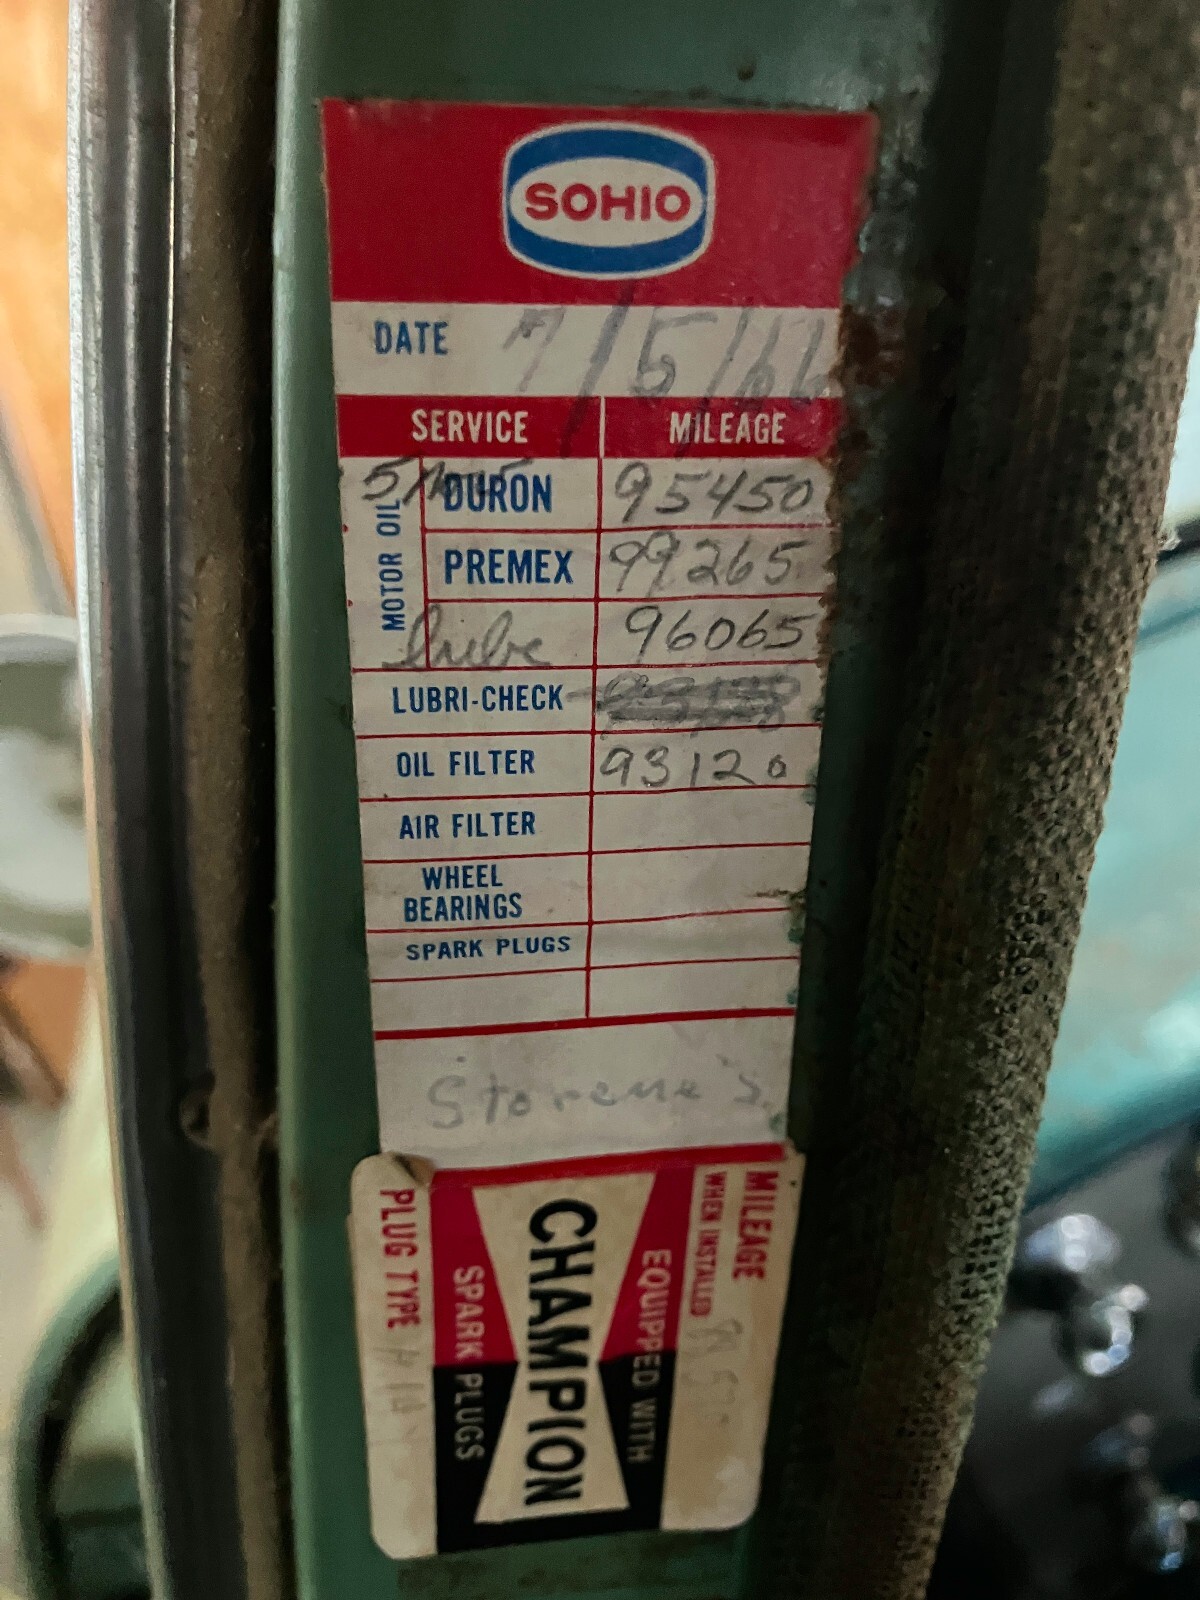 SOHIO
DATE 7/5/66
SERVICE MILEAGE
MOTOR OIL
DURON 95450
PREMEX 99265
lube 96065
LUBRI-CHECK
OIL FILTER 93120
AIR FILTER
WHEEL
BEARINGS
SPARK PLUGS
MILEAGE
WHEN INSTALLED
EQUIPPED WITH
CHAMPION
SPARK PLUGS
PLUG TYPE